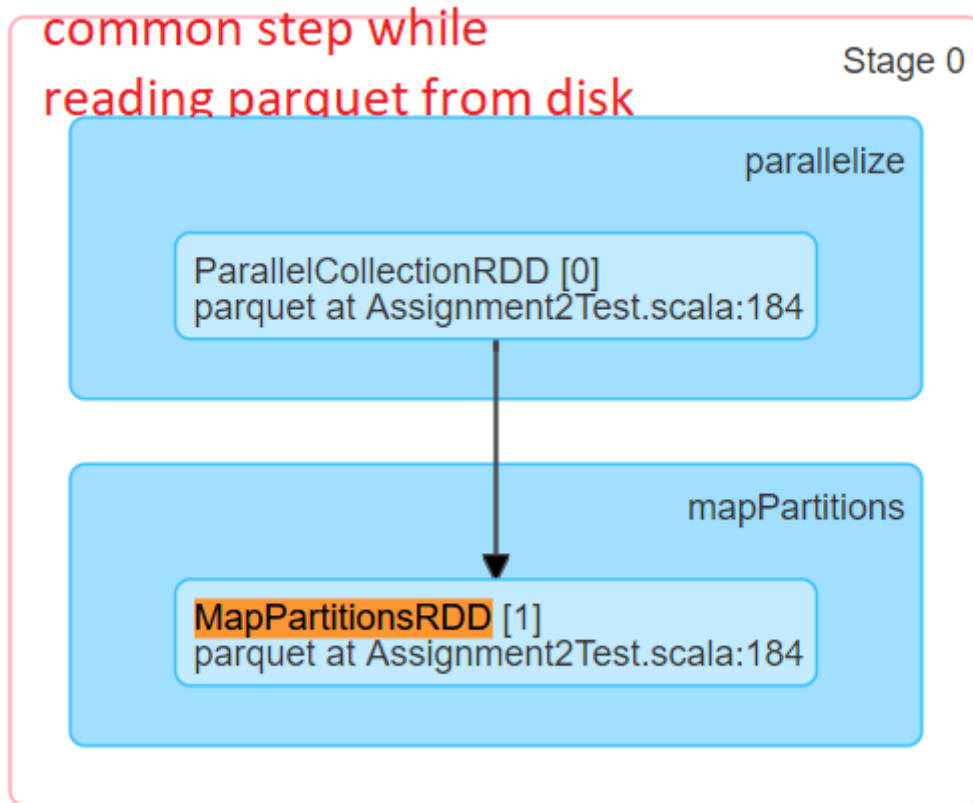 common step while
reading parquet from disk
Stage 0
parallelize
ParallelCollectionRDD [0]
parquet at Assignment2Test.scala:184
mapPartitions
MapPartitionsRDD [1]
parquet at Assignment2Test.scala:184